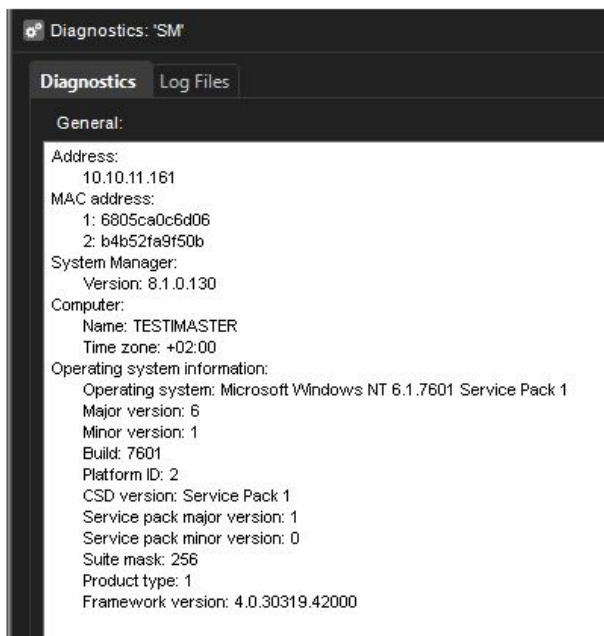 Diagnostics: 'SM'
Diagnostics Log Files
General:
Address:
10.10.11.161
MAC address:
1: 6805ca0c6d06
2: b4b52fa9f50b
System Manager:
Version: 8.1.0.130
Computer:
Name: TESTIMASTER
Time zone: +02:00
Operating system information:
Operating system: Microsoft Windows NT 6.1.7601 Service Pack 1
Major version: 6
Minor version: 1
Build: 7601
Platform ID: 2
CSD version: Service Pack 1
Service pack major version: 1
Service pack minor version: 0
Suite mask: 256
Product type: 1
Framework version: 4.0.30319.42000